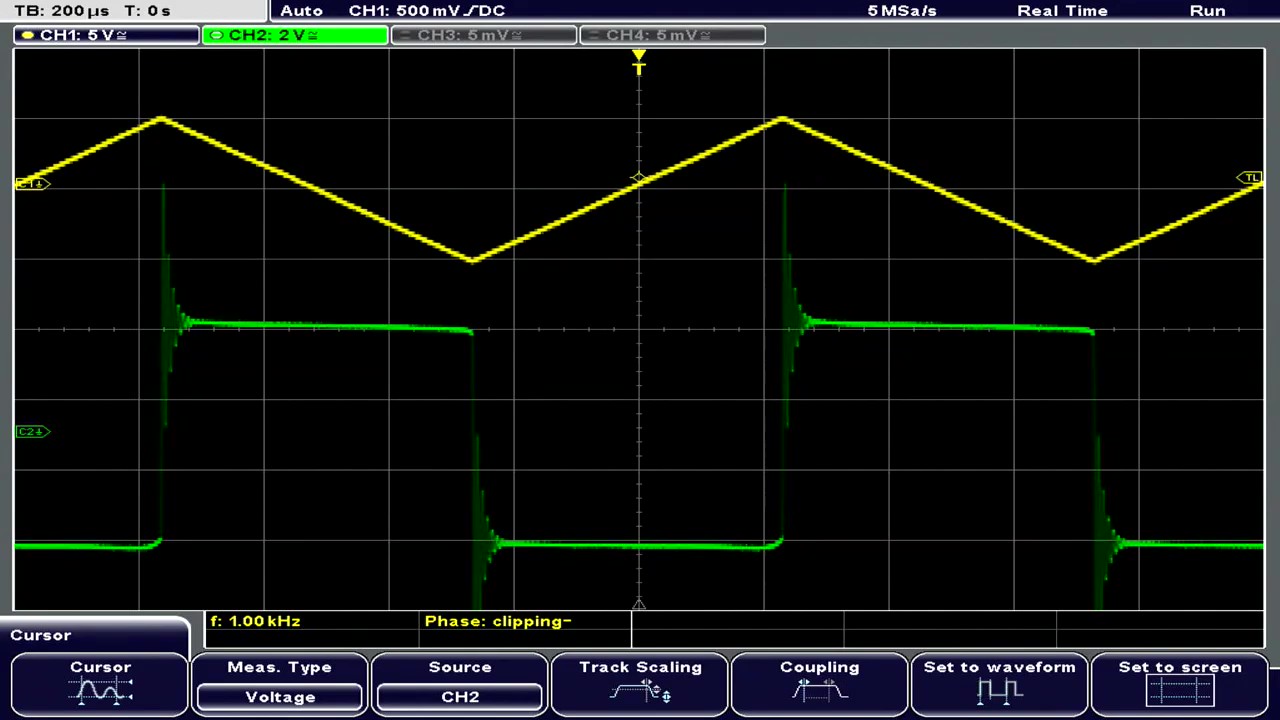 TB: 200 µs T: 0 s Auto CH1: 500 mV / DC 5 MSa/s Real Time Run
CH1: 5 V≅ CH2: 2 V≅ CH3: 5 mV≅ CH4: 5 mV≅
T
C1
TL
C2
f: 1.00 kHz Phase: clipping-
Cursor
Cursor Meas. Type Source Track Scaling Coupling Set to waveform Set to screen
Voltage CH2